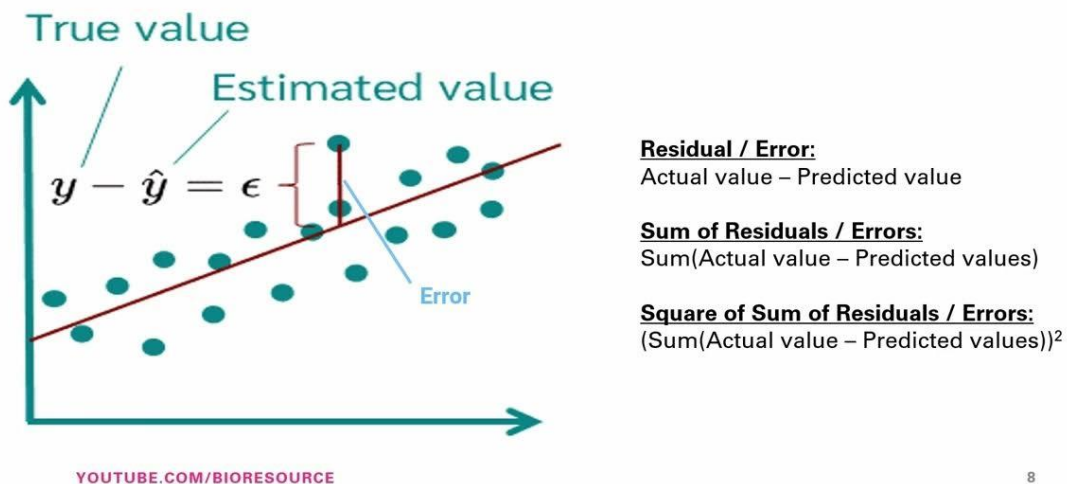 True value
Estimated value
y − ŷ = ϵ
Error
Residual / Error:
Actual value – Predicted value
Sum of Residuals / Errors:
Sum(Actual value – Predicted values)
Square of Sum of Residuals / Errors:
(Sum(Actual value – Predicted values))²
YOUTUBE.COM/BIORESOURCE
8